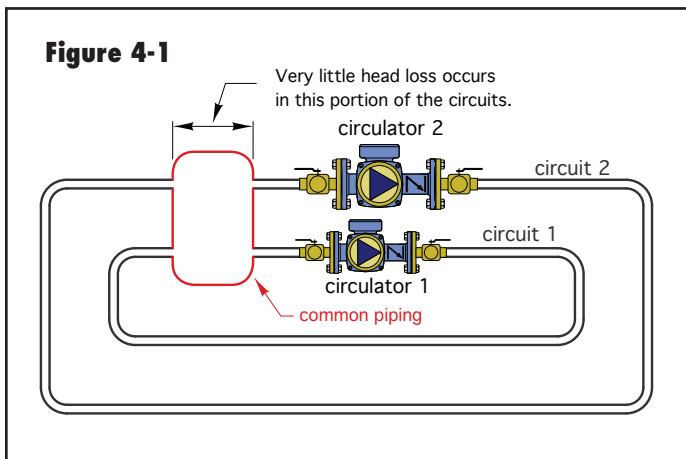 Figure 4-1
Very little head loss occurs
in this portion of the circuits.
circulator 2
circuit 2
circuit 1
circulator 1
common piping